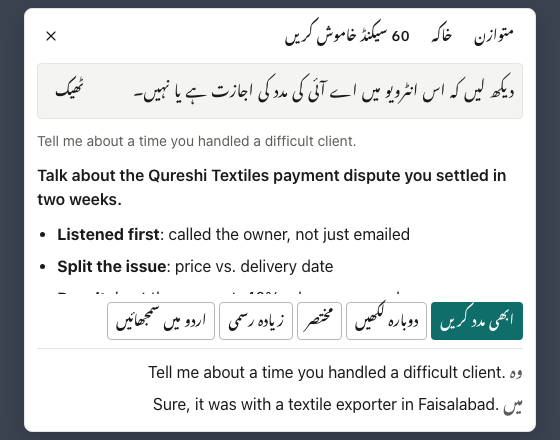 متوازن خاکہ 60 سیکنڈ خاموش کریں ×
دیکھ لیں کہ اس انٹرویو میں اے آئی کی مدد کی اجازت ہے یا نہیں۔ ٹھیک
Tell me about a time you handled a difficult client.
Talk about the Qureshi Textiles payment dispute you settled in
two weeks.
• Listened first: called the owner, not just emailed
• Split the issue: price vs. delivery date
ابھی مدد کریں دوبارہ لکھیں مختصر زیادہ رسمی اردو میں سمجھائیں
وہ Tell me about a time you handled a difficult client.
میں Sure, it was with a textile exporter in Faisalabad.